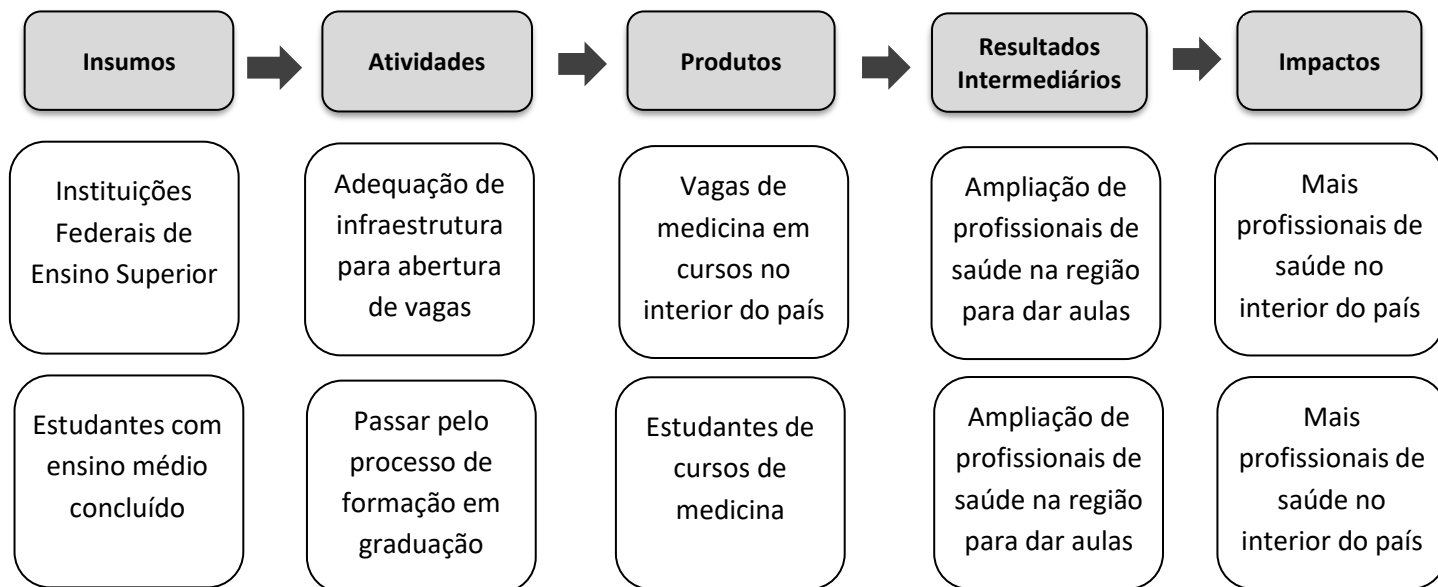 Insumos
Atividades
Produtos
Resultados
Intermediários
Impactos
Instituições
Federais de
Ensino Superior
Adequação de
infraestrutura
para abertura
de vagas
Vagas de
medicina em
cursos no
interior do país
Ampliação de
profissionais de
saúde na região
para dar aulas
Mais
profissionais de
saúde no
interior do país
Estudantes com
ensino médio
concluído
Passar pelo
processo de
formação em
graduação
Estudantes de
cursos de
medicina
Ampliação de
profissionais de
saúde na região
para dar aulas
Mais
profissionais de
saúde no
interior do país